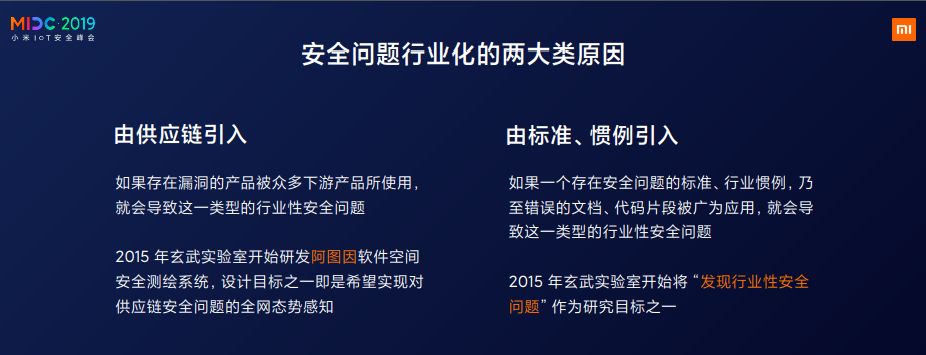 MIDC·2019
小米IoT安全峰会
mi
安全问题行业化的两大类原因
由供应链引入
如果存在漏洞的产品被众多下游产品所使用，
就会导致这一类型的行业性安全问题
2015 年玄武实验室开始研发阿图因软件空间
安全测绘系统，设计目标之一即是希望实现对
供应链安全问题的全网态势感知
由标准、惯例引入
如果一个存在安全问题的标准、行业惯例，乃
至错误的文档、代码片段被广为应用，就会导
致这一类型的行业性安全问题
2015 年玄武实验室开始将“发现行业性安全
问题”作为研究目标之一